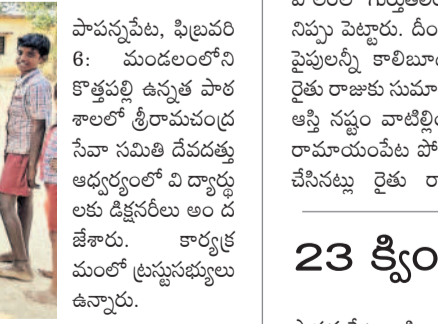 పాపన్నపేట, ఫిబ్రవరి
6: మండలంలోని
కొత్తపల్లి ఉన్నత పాఠ
శాలలో శ్రీరామచంద్ర
సేవా సమితి దేవదత్తు
ఆధ్వర్యంలో వి ద్యార్థు
లకు డిక్షనరీలు అం ద
జేశారు. కార్యక్ర
మంలో ట్రస్టుసభ్యులు
ఉన్నారు.
నిప్పు పెట్టారు.
పైపులన్నీ
రైతు రాజుకు
ఆస్తి నష్టం
రామాయంపేట
చేసినట్లు రైతు
23